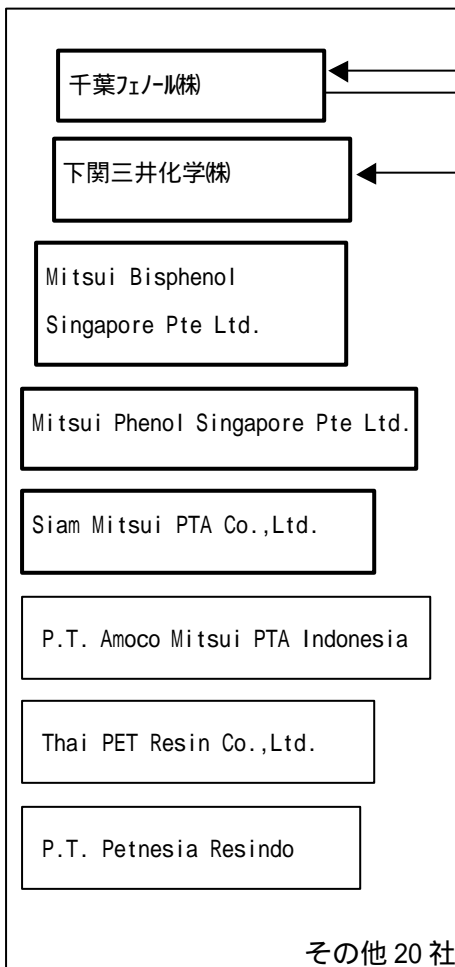 千葉ﾌｪﾉｰﾙ㈱
下関三井化学㈱
Mitsui Bisphenol
Singapore Pte Ltd.
Mitsui Phenol Singapore Pte Ltd.
Siam Mitsui PTA Co.,Ltd.
P.T. Amoco Mitsui PTA Indonesia
Thai PET Resin Co.,Ltd.
P.T. Petnesia Resindo
その他 20 社